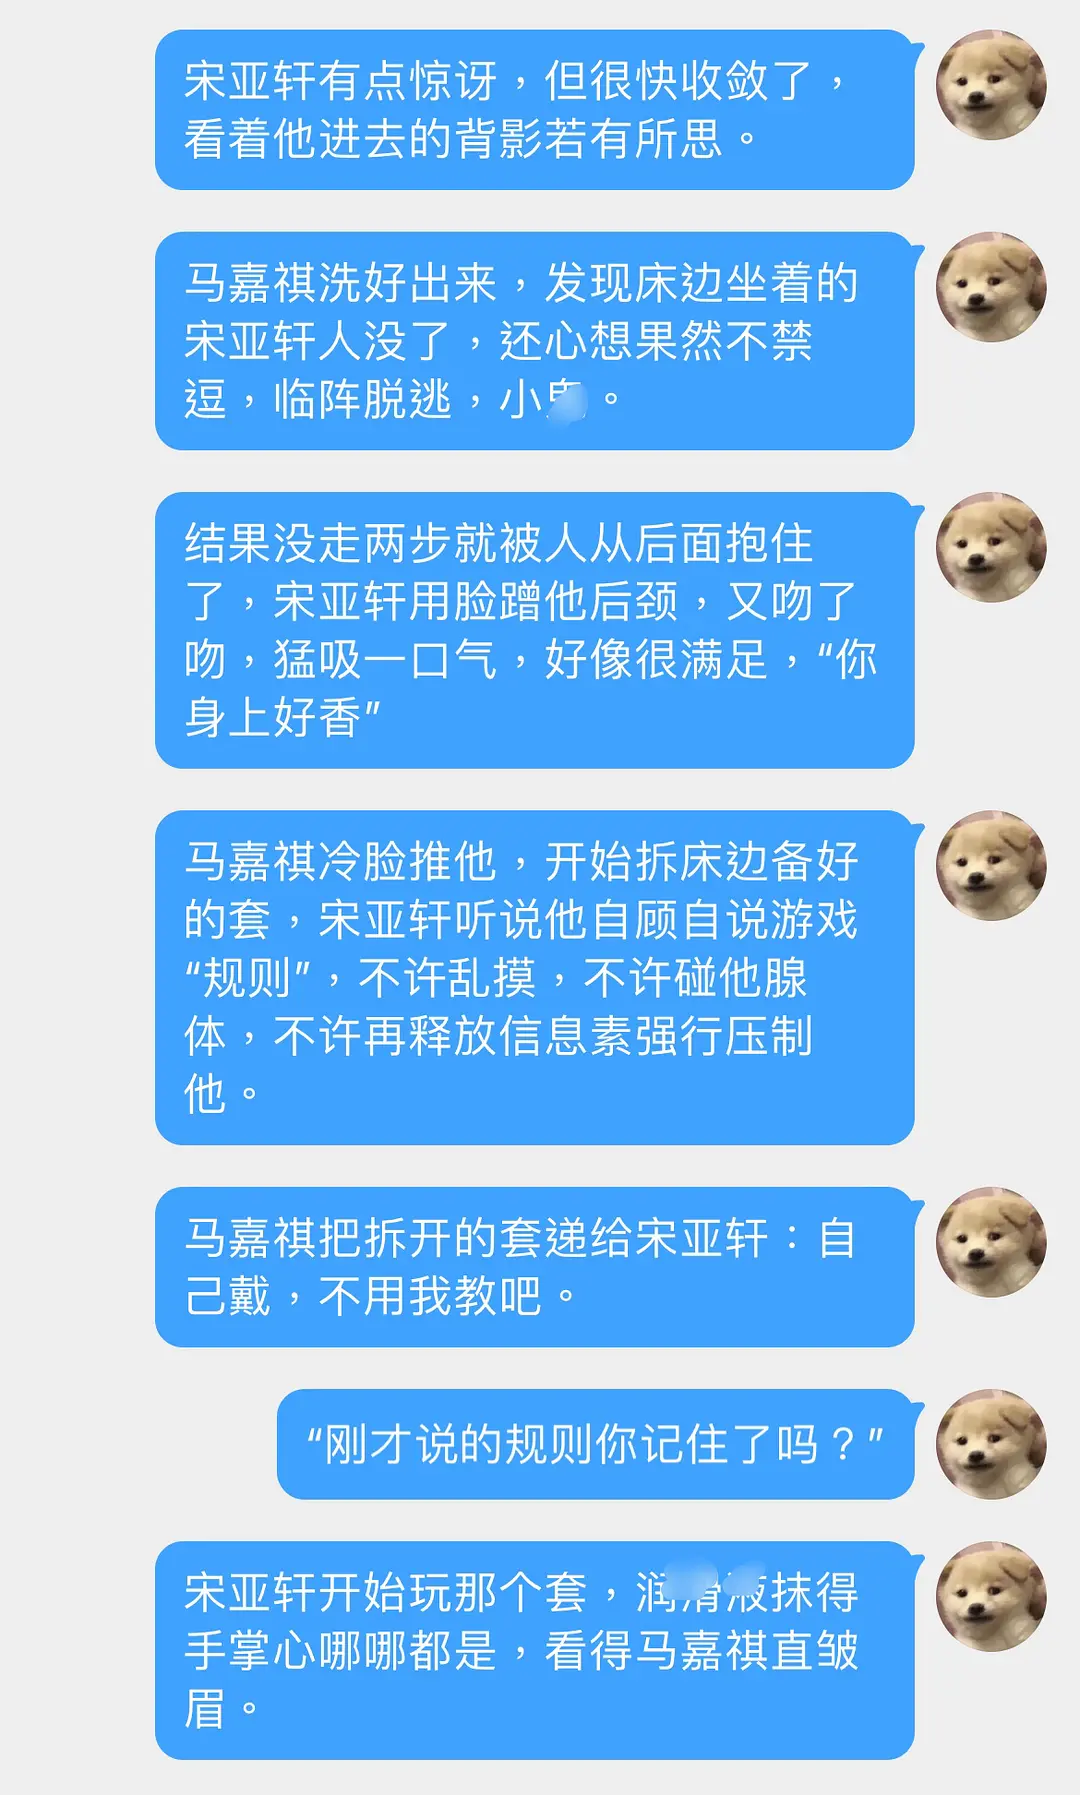 宋亚轩有点惊讶，但很快收敛了，
看着他进去的背影若有所思。
马嘉祺洗好出来，发现床边坐着的
宋亚轩人没了，还心想果然不禁
逗，临阵脱逃，小。
结果没走两步就被人从后面抱住
了，宋亚轩用脸蹭他后颈，又吻了
吻，猛吸一口气，好像很满足，“你
身上好香”
马嘉祺冷脸推他，开始拆床边备好
的套，宋亚轩听说他自顾自说游戏
“规则”，不许乱摸，不许碰他腺
体，不许再释放信息素强行压制
他。
马嘉祺把拆开的套递给宋亚轩：自
己戴，不用我教吧。
“刚才说的规则你记住了吗？”
宋亚轩开始玩那个套，润滑液抹得
手掌心哪哪都是，看得马嘉祺直皱
眉。